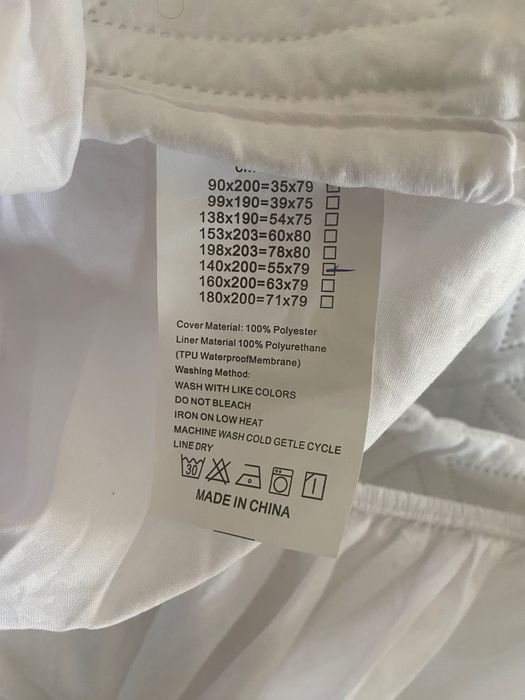 90x200=35x79
99x190=39x75
138x190=54x75
153x203=60x80
198x203=78x80
140x200=55x79
160x200=63x79
180x200=71x79
Cover Material: 100% Polyester
Liner Material 100% Polyurethane
(TPU WaterproofMembrane)
Washing Method:
WASH WITH LIKE COLORS
DO NOT BLEACH
IRON ON LOW HEAT
MACHINE WASH COLD GETLE CYCLE
LINE DRY
30
MADE IN CHINA